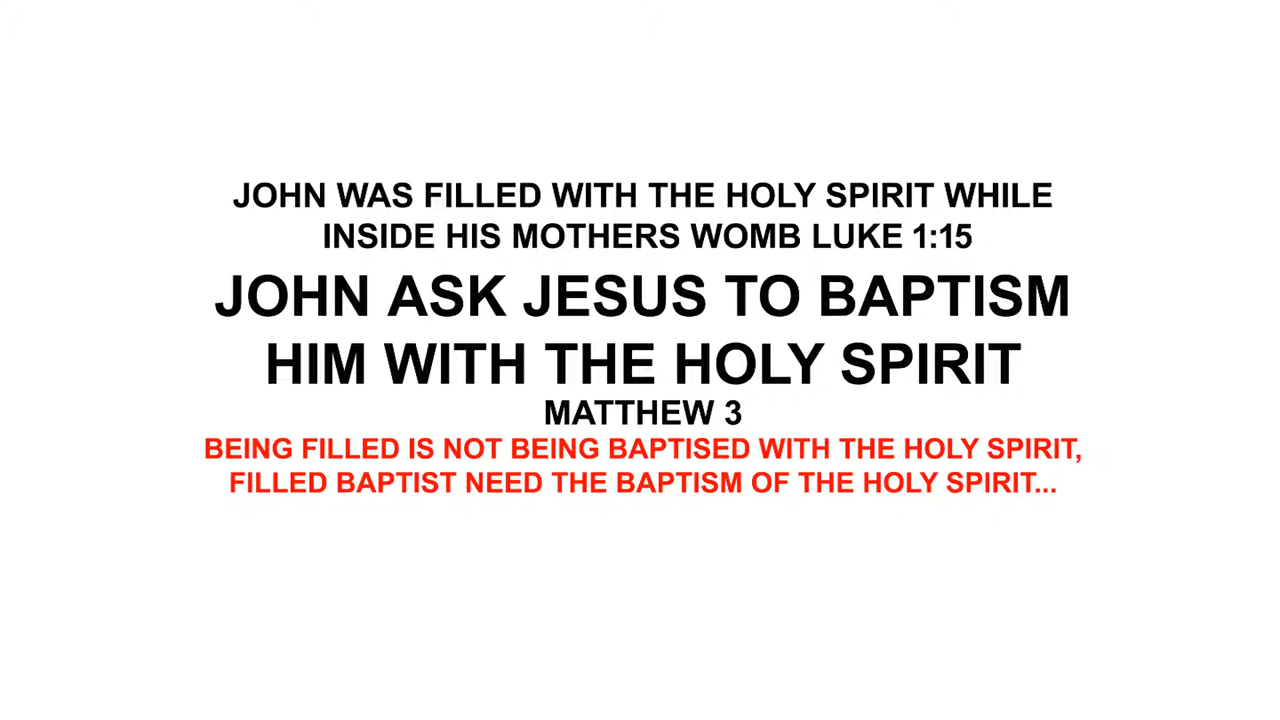 JOHN WAS FILLED WITH THE HOLY SPIRIT WHILE
INSIDE HIS MOTHERS WOMB LUKE 1:15
JOHN ASK JESUS TO BAPTISM
HIM WITH THE HOLY SPIRIT
MATTHEW 3
BEING FILLED IS NOT BEING BAPTISED WITH THE HOLY SPIRIT,
FILLED BAPTIST NEED THE BAPTISM OF THE HOLY SPIRIT...